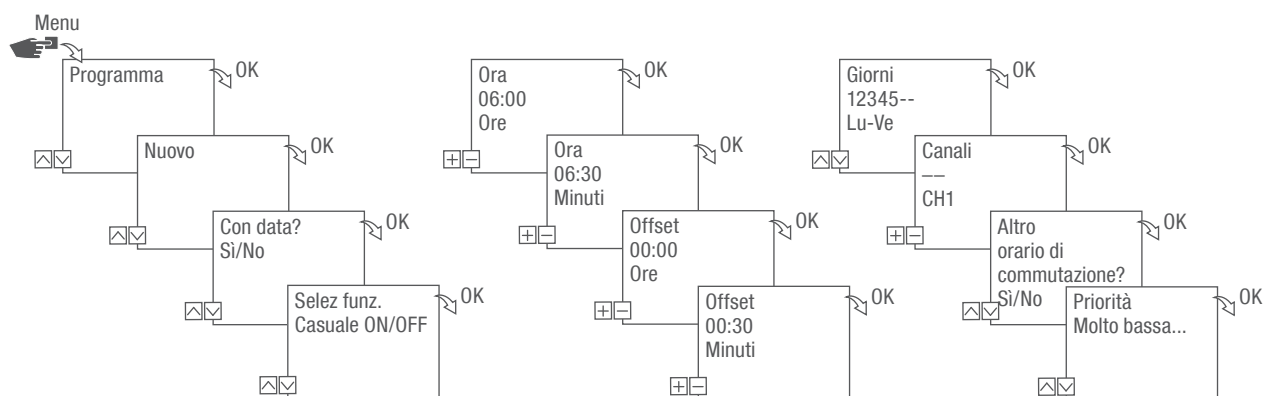 Menu
Programma
OK
Nuovo
OK
Con data?
Sì/No
OK
Selez funz.
Casuale ON/OFF
OK
Ora
06:00
Ore
OK
Ora
06:30
Minuti
OK
Offset
00:00
Ore
OK
Offset
00:30
Minuti
OK
Giorni
12345--
Lu-Ve
OK
Canali
––
CH1
OK
Altro
orario di
commutazione?
Sì/No
OK
Priorità
Molto bassa...
OK